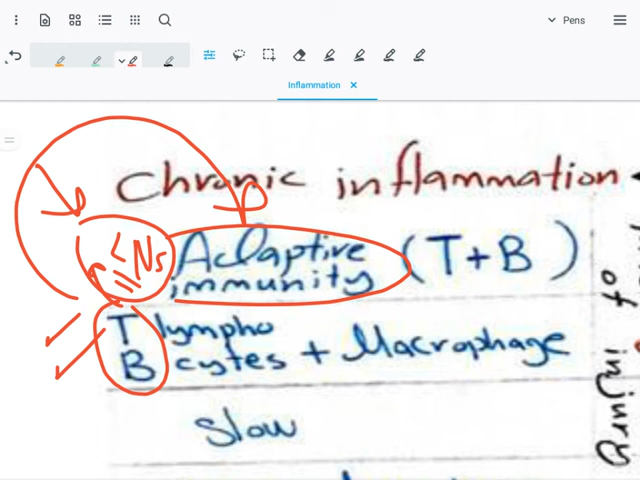 Pens
Inflammation
Chronic inflammation
LNs Adaptive (T+B)
immunity
T lympho
B cytes + Macrophage
slow
of injury